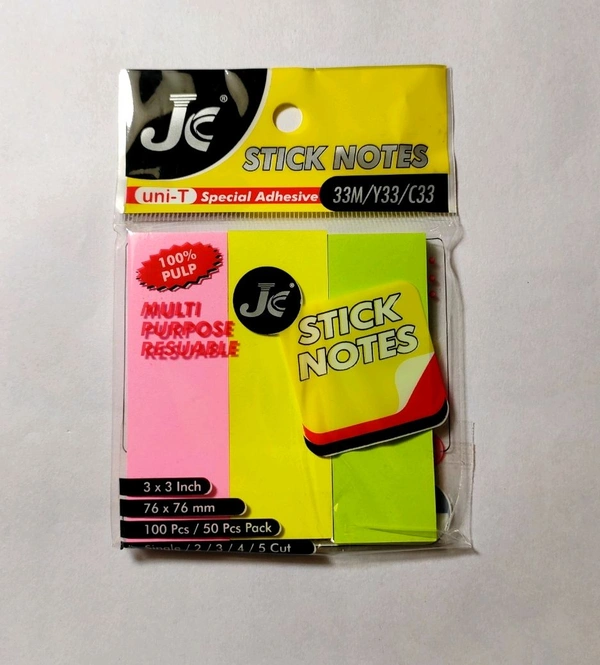 JC®
STICK NOTES
uni-T Special Adhesive 33M/Y33/C33
100%
PULP
MULTI
PURPOSE
RESUABLE
JC
STICK
NOTES
3 x 3 Inch
76 x 76 mm
100 Pcs / 50 Pcs Pack
Single / 2 / 3 / 4 / 5 Cut